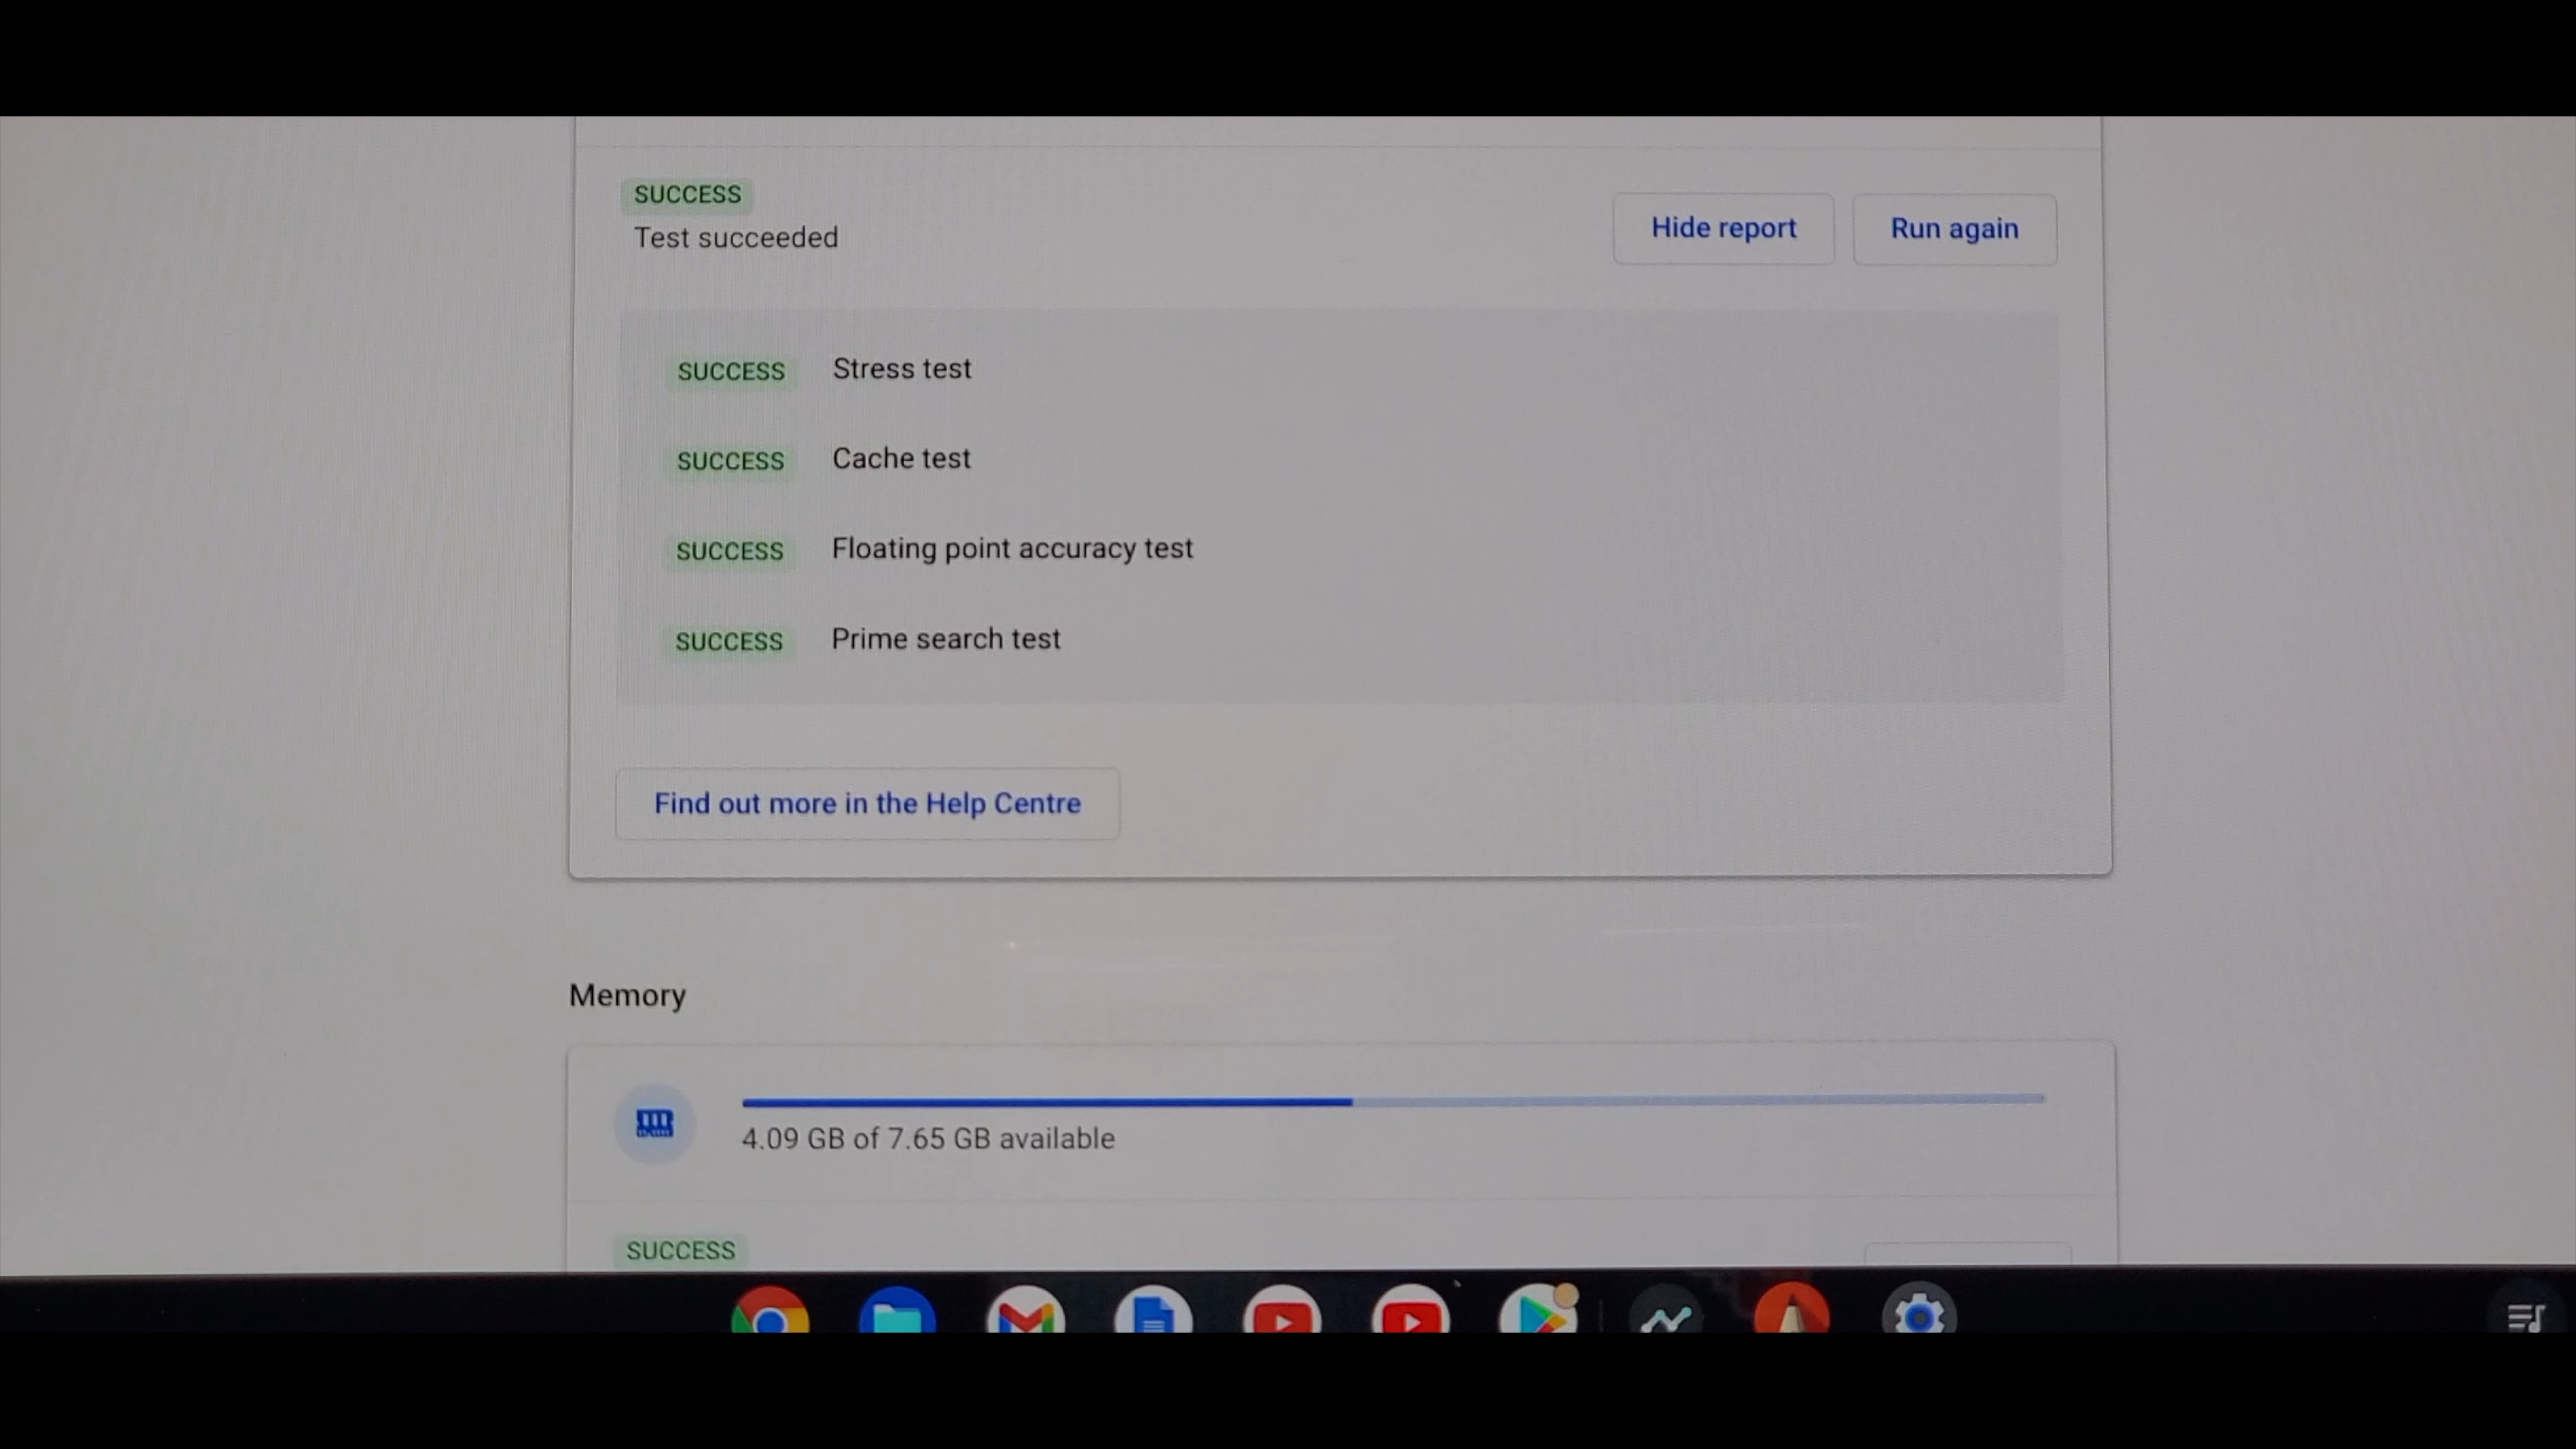 SUCCESS
Test succeeded
Hide report
Run again
SUCCESS Stress test
SUCCESS Cache test
SUCCESS Floating point accuracy test
SUCCESS Prime search test
Find out more in the Help Centre
Memory
4.09 GB of 7.65 GB available
SUCCESS